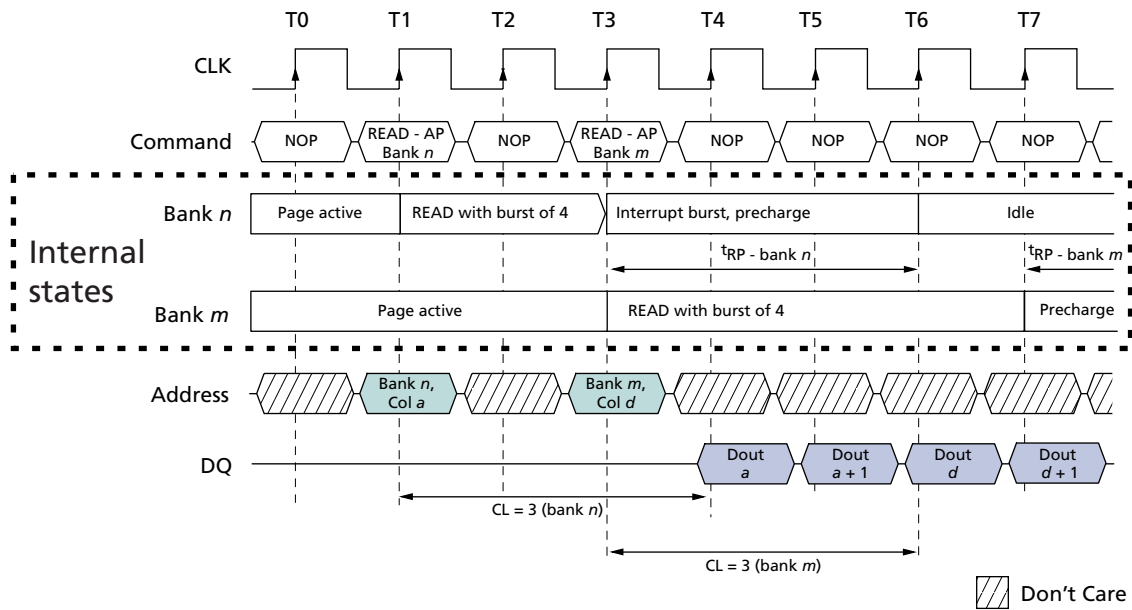 T0 T1 T2 T3 T4 T5 T6 T7
CLK
Command NOP READ - AP Bank n NOP READ - AP Bank m NOP NOP NOP NOP
Bank n Page active READ with burst of 4 Interrupt burst, precharge Idle
Internal states
tRP - bank n tRP - bank m
Bank m Page active READ with burst of 4 Precharge
Address Bank n, Col a Bank m, Col d
DQ Dout a Dout a + 1 Dout d Dout d + 1
CL = 3 (bank n)
CL = 3 (bank m)
Don't Care